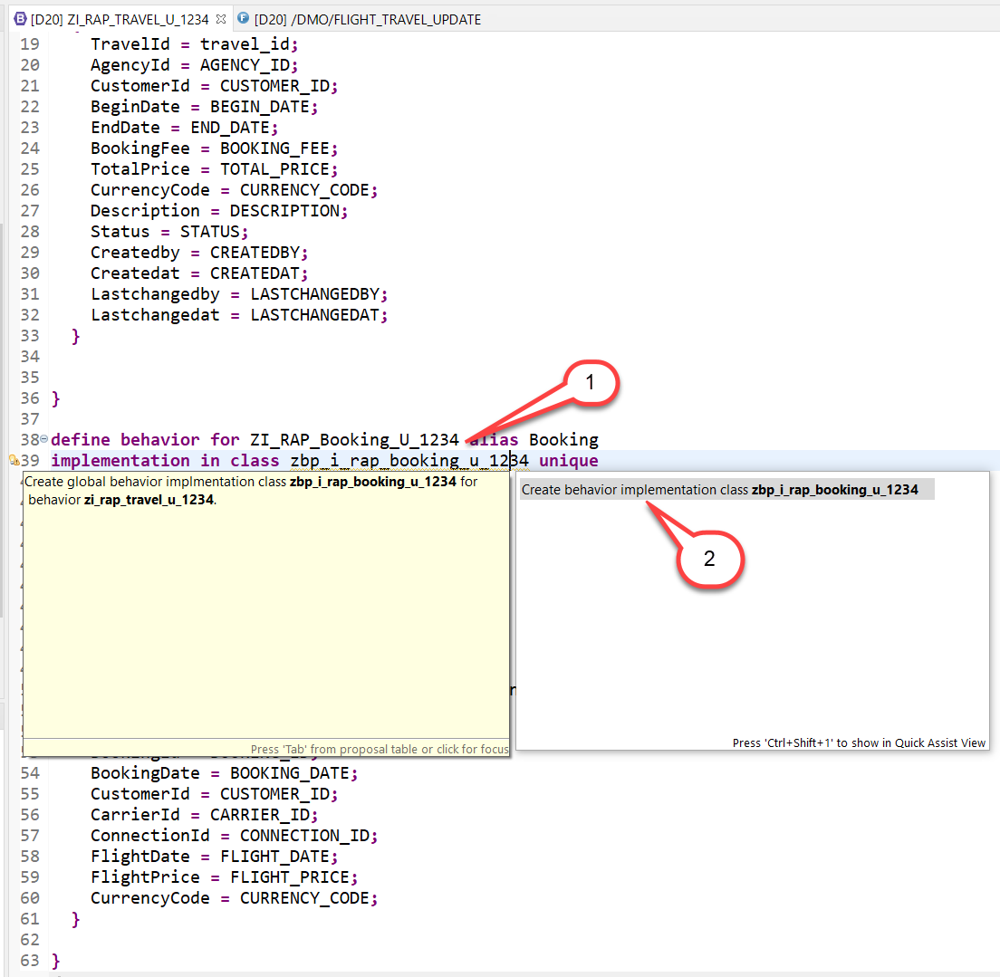 [D20] ZI_RAP_TRAVEL_U_1234 [D20] /DMO/FLIGHT_TRAVEL_UPDATE
19 TravelId = travel_id;
20 AgencyId = AGENCY_ID;
21 CustomerId = CUSTOMER_ID;
22 BeginDate = BEGIN_DATE;
23 EndDate = END_DATE;
24 BookingFee = BOOKING_FEE;
25 TotalPrice = TOTAL_PRICE;
26 CurrencyCode = CURRENCY_CODE;
27 Description = DESCRIPTION;
28 Status = STATUS;
29 Createdby = CREATEDBY;
30 Createdat = CREATEDAT;
31 Lastchangedby = LASTCHANGEDBY;
32 Lastchangedat = LASTCHANGEDAT;
33 }
34
35
36 }
37
1
38 define behavior for ZI_RAP_Booking_U_1234 alias Booking
39 implementation in class zbp_i_rap_booking_u_1234 unique
Create global behavior implmentation class zbp_i_rap_booking_u_1234 for
behavior zi_rap_travel_u_1234.
Create behavior implementation class zbp_i_rap_booking_u_1234
2
Press 'Tab' from proposal table or click for focus
Press 'Ctrl+Shift+1' to show in Quick Assist View
54 BookingDate = BOOKING_DATE;
55 CustomerId = CUSTOMER_ID;
56 CarrierId = CARRIER_ID;
57 ConnectionId = CONNECTION_ID;
58 FlightDate = FLIGHT_DATE;
59 FlightPrice = FLIGHT_PRICE;
60 CurrencyCode = CURRENCY_CODE;
61 }
62
63 }